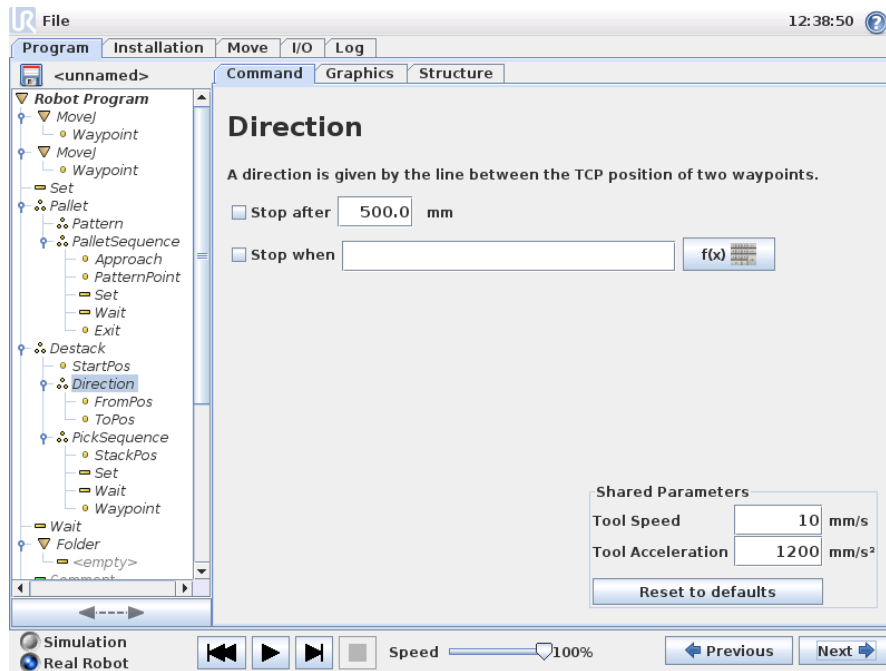 UR File 12:38:50 ?
Program Installation Move I/O Log
<unnamed> Command Graphics Structure
Robot Program
MoveJ
Waypoint
MoveJ
Waypoint
Set
Pallet
Pattern
PalletSequence
Approach
PatternPoint
Set
Wait
Exit
Destack
StartPos
Direction
FromPos
ToPos
PickSequence
StackPos
Set
Wait
Waypoint
Wait
Folder
<empty>
Comment
Direction
A direction is given by the line between the TCP position of two waypoints.
Stop after 500.0 mm
Stop when f(x)
Shared Parameters
Tool Speed 10 mm/s
Tool Acceleration 1200 mm/s²
Reset to defaults
Simulation
Real Robot
Speed 100%
Previous Next